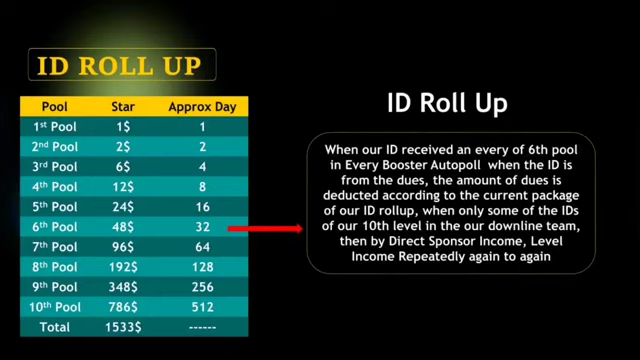 ID ROLL UP
Pool Star Approx Day
1st Pool 1$ 1
2nd Pool 2$ 2
3rd Pool 6$ 4
4th Pool 12$ 8
5th Pool 24$ 16
6th Pool 48$ 32
7th Pool 96$ 64
8th Pool 192$ 128
9th Pool 348$ 256
10th Pool 786$ 512
Total 1533$ ------
ID Roll Up
When our ID received an every of 6th pool
in Every Booster Autopoll when the ID is
from the dues, the amount of dues is
deducted according to the current package
of our ID rollup, when only some of the IDs
of our 10th level in the our downline team,
then by Direct Sponsor Income, Level
Income Repeatedly again to again